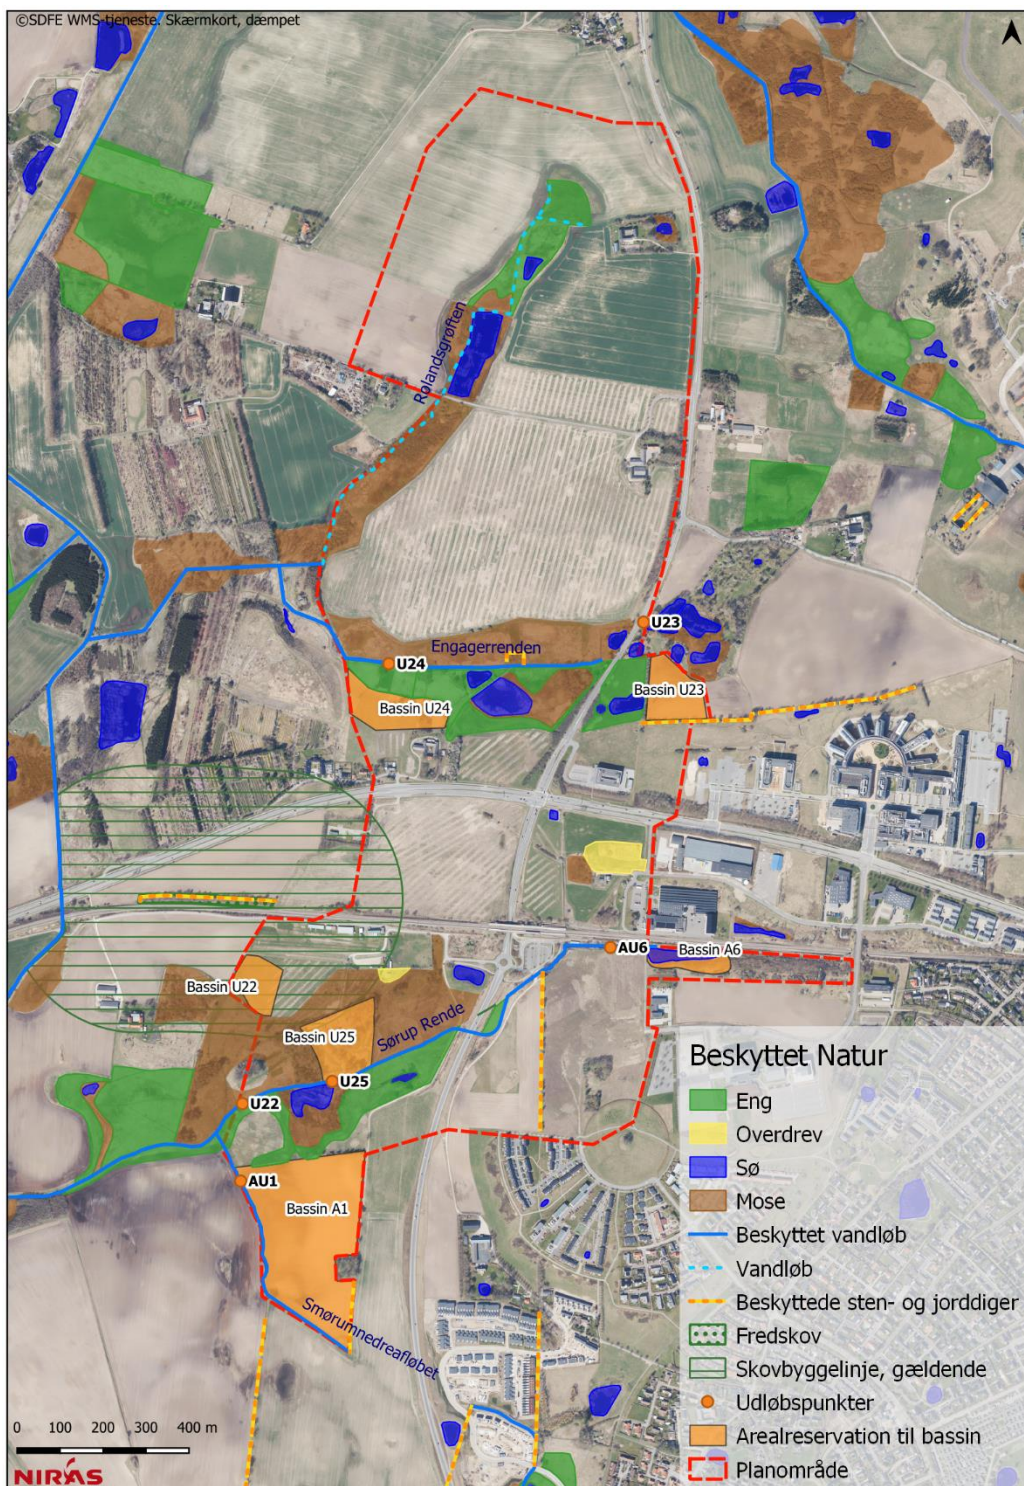 ©SDFE WMS-tjeneste. Skærmkort, dæmpet
Rolandsgrøften
U23
Engagerrenden
U24
Bassin U23
Bassin U24
AU6
Bassin A6
Bassin U22
Bassin U25
Sørup Rende
U25
U22
AU1
Bassin A1
Smørumnedreafløbet
Beskyttet Natur
Eng
Overdrev
Sø
Mose
Beskyttet vandløb
Vandløb
Beskyttede sten- og jorddiger
Fredskov
Skovbyggelinje, gældende
Udløbspunkter
Arealreservation til bassin
Planområde
0 100 200 300 400 m
NIRAS